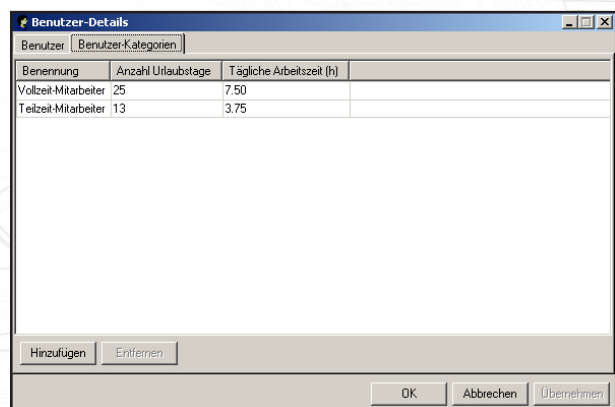 Benutzer-Details
Benutzer Benutzer-Kategorien
Benennung Anzahl Urlaubstage Tägliche Arbeitszeit (h)
Vollzeit-Mitarbeiter 25 7.50
Teilzeit-Mitarbeiter 13 3.75
Hinzufügen Entfernen
OK Abbrechen Übernehmen